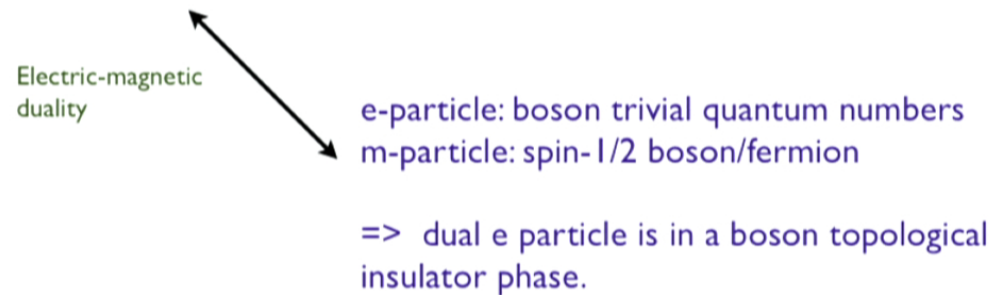 Electric-magnetic
duality
e-particle: boson trivial quantum numbers
m-particle: spin-1/2 boson/fermion
=> dual e particle is in a boson topological
insulator phase.